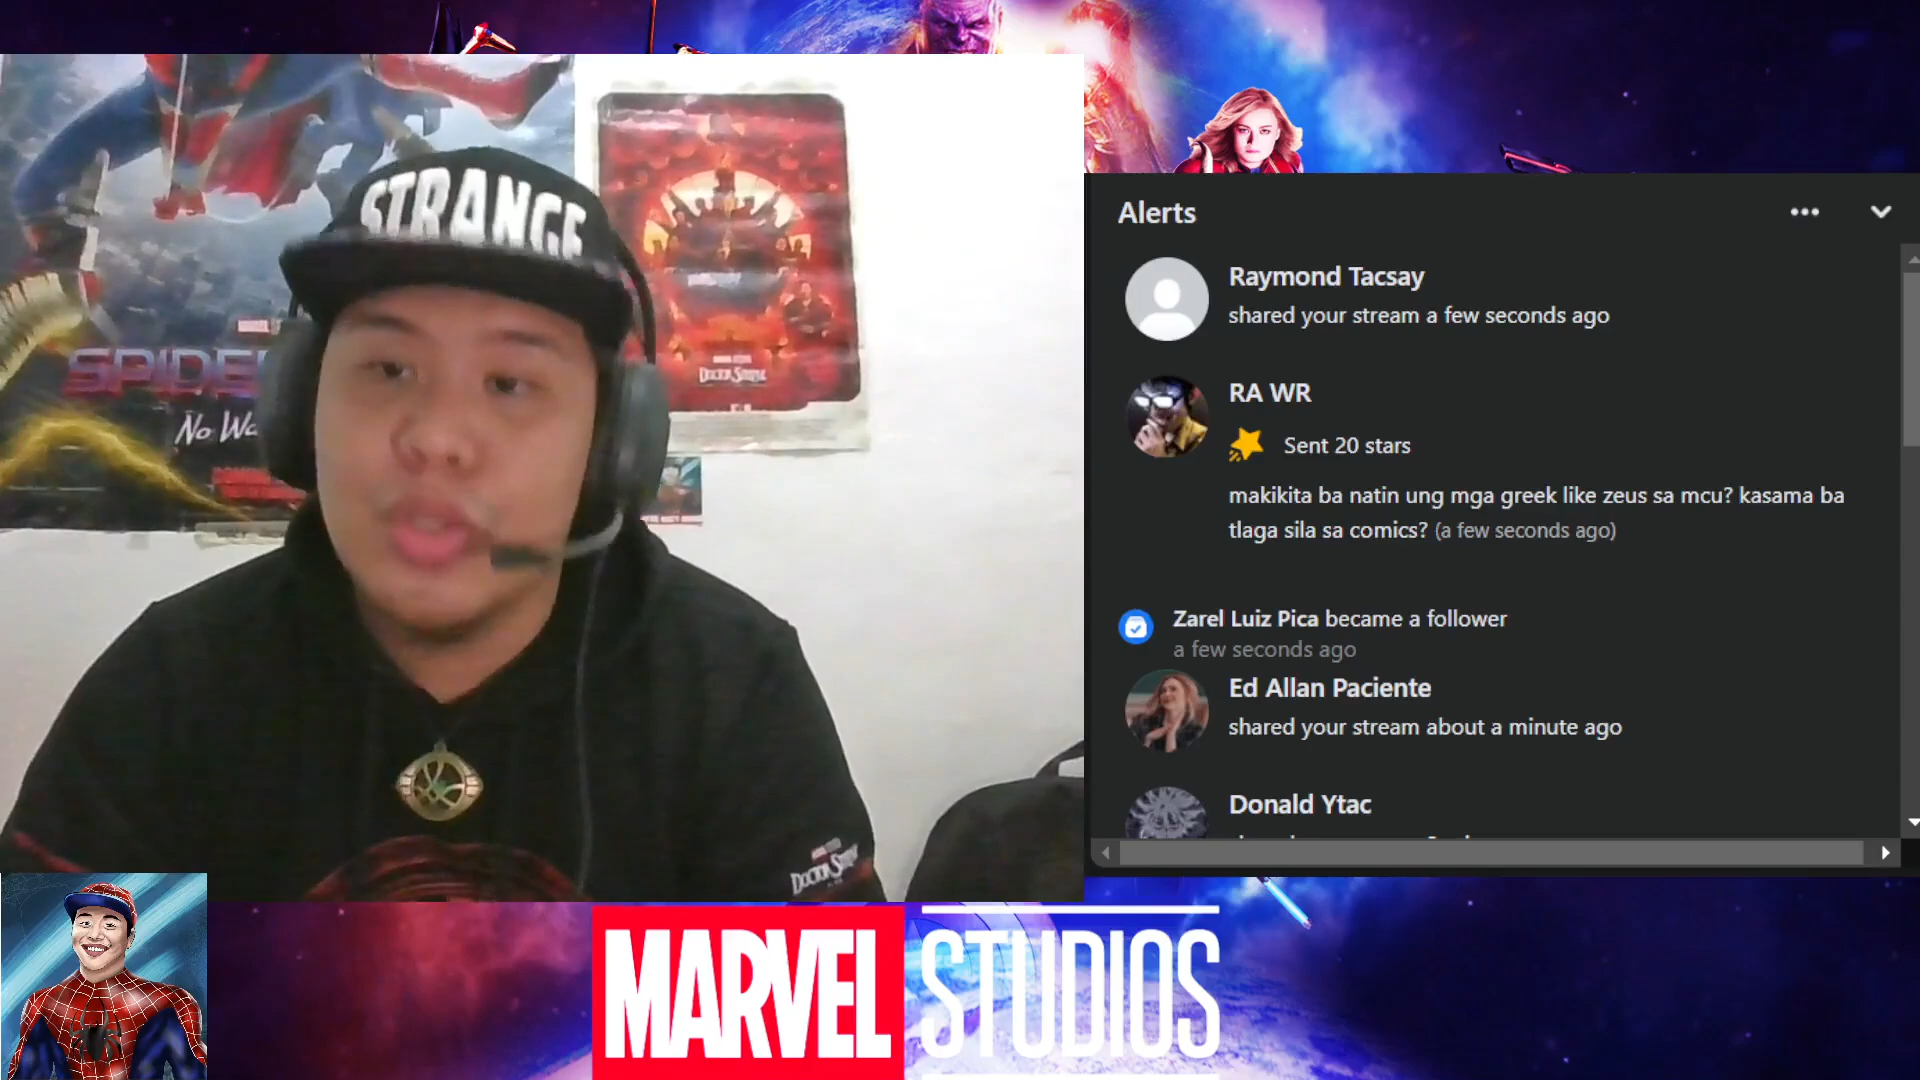 STRANGE
MARVEL
SPIDE
No Wa
DOCTOR STRANGE
DOCTOR STRANGE
Alerts
Raymond Tacsay
shared your stream a few seconds ago
RA WR
Sent 20 stars
makikita ba natin ung mga greek like zeus sa mcu? kasama ba
tlaga sila sa comics? (a few seconds ago)
Zarel Luiz Pica became a follower
a few seconds ago
Ed Allan Paciente
shared your stream about a minute ago
Donald Ytac
MARVEL STUDIOS